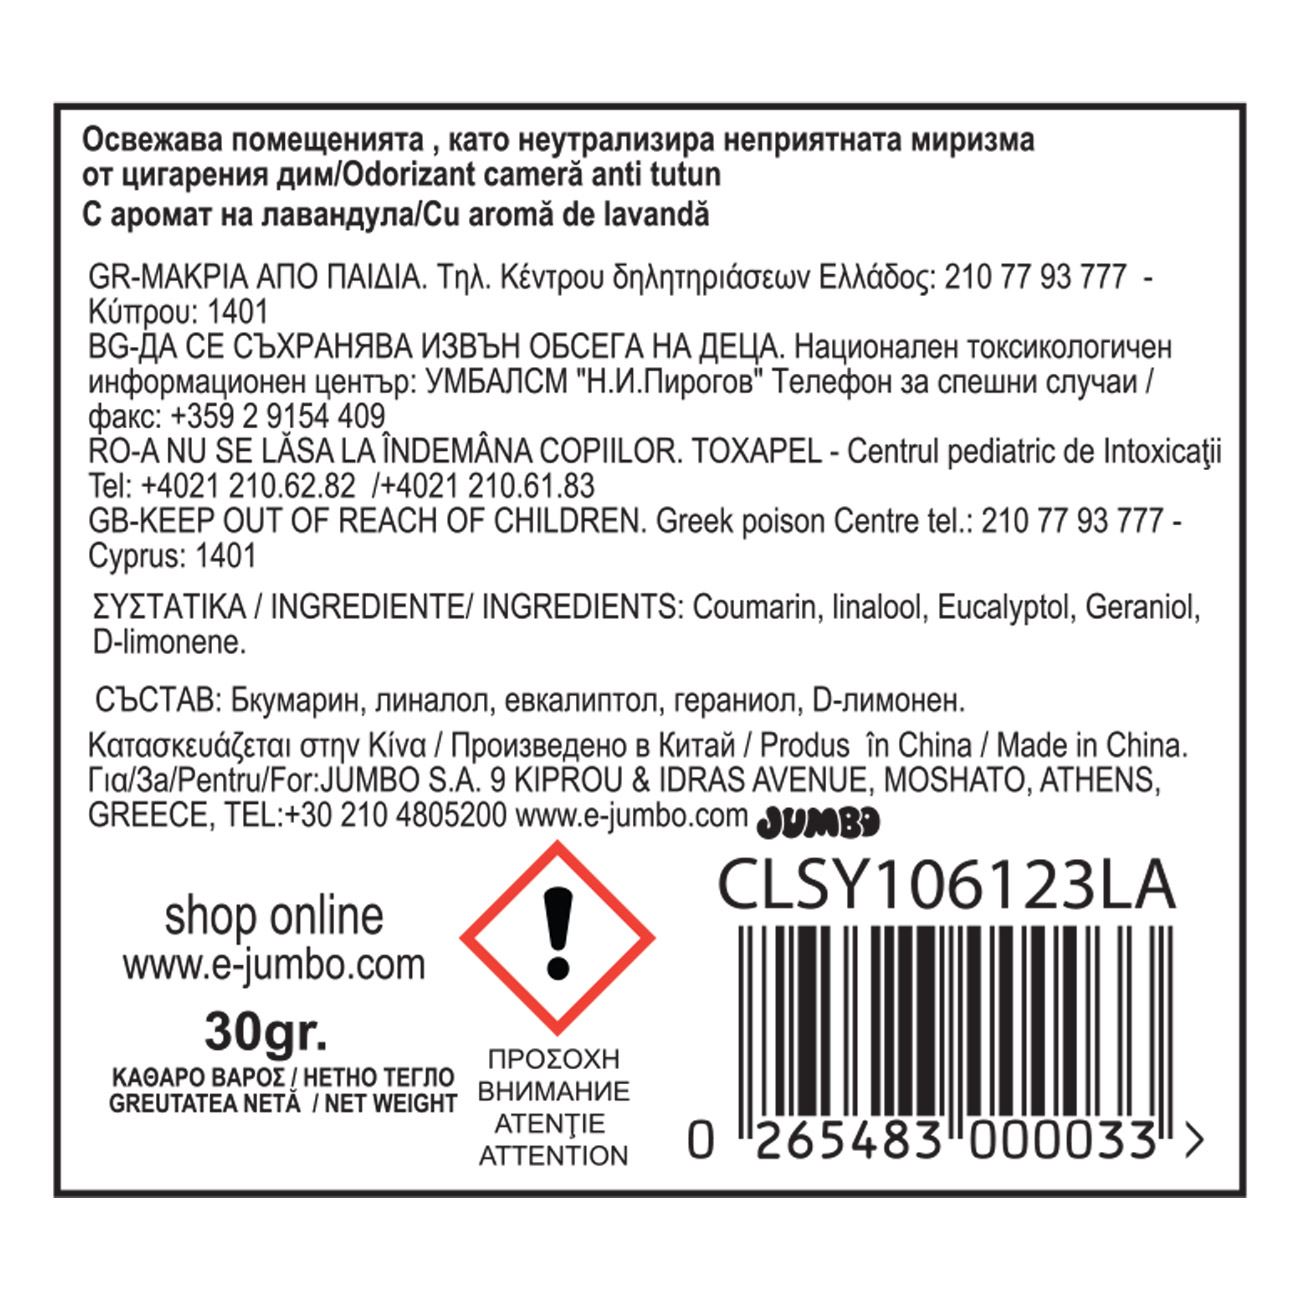 Освежава помещенията , като неутрализира неприятната миризма
от цигарения дим/Odorizant cameră anti tutun
С аромат на лавандула/Cu aromă de lavandă
GR-ΜΑΚΡΙΑ ΑΠΟ ΠΑΙΔΙΑ. Τηλ. Κέντρου δηλητηριάσεων Ελλάδος: 210 77 93 777 -
Κύπρου: 1401
BG-ДА СЕ СЪХРАНЯВА ИЗВЪН ОБСЕГА НА ДЕЦА. Национален токсикологичен
информационен център: УМБАЛСМ "Н.И.Пирогов" Телефон за спешни случаи /
факс: +359 2 9154 409
RO-A NU SE LĂSA LA ÎNDEMÂNA COPIILOR. TOXAPEL - Centrul pediatric de Intoxicaţii
Tel: +4021 210.62.82 /+4021 210.61.83
GB-KEEP OUT OF REACH OF CHILDREN. Greek poison Centre tel.: 210 77 93 777 -
Cyprus: 1401
ΣΥΣΤΑΤΙΚΑ / INGREDIENTE/ INGREDIENTS: Coumarin, linalool, Eucalyptol, Geraniol,
D-limonene.
СЪСТАВ: Бкумарин, линалол, евкалиптол, гераниол, D-лимонен.
Κατασκευάζεται στην Κίνα / Произведено в Китай / Produs în China / Made in China.
Για/За/Pentru/For:JUMBO S.A. 9 KIPROU & IDRAS AVENUE, MOSHATO, ATHENS,
GREECE, TEL:+30 210 4805200 www.e-jumbo.com JUMBO
shop online
www.e-jumbo.com
30gr.
ΚΑΘΑΡΟ ΒΑΡΟΣ / НЕТНО ТЕГЛО
GREUTATEA NETĂ / NET WEIGHT
ΠΡΟΣΟΧΗ
ВНИМАНИЕ
ATENŢIE
ATTENTION
CLSY106123LA
0 265483 000033 >